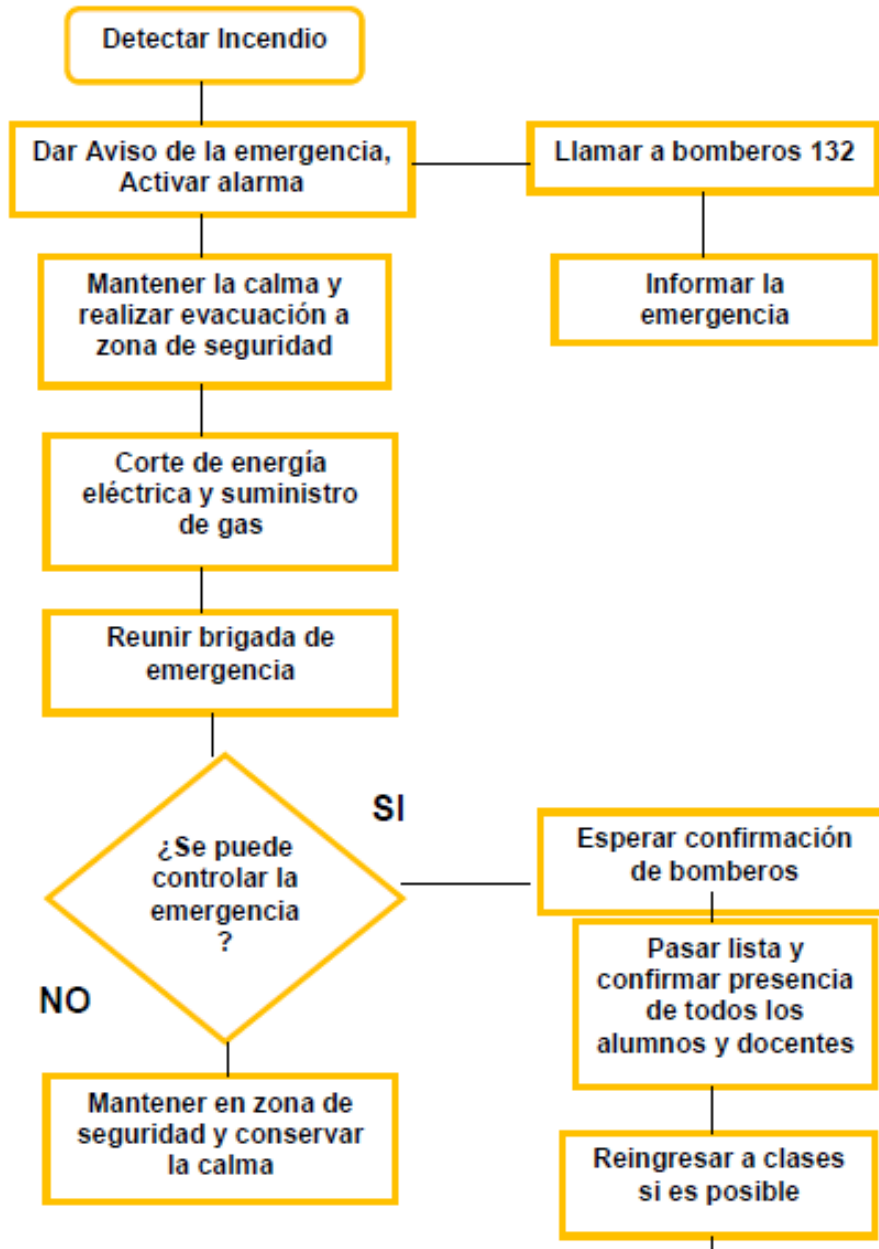 Detectar Incendio
Dar Aviso de la emergencia,
Activar alarma
Llamar a bomberos 132
Informar la
emergencia
Mantener la calma y
realizar evacuación a
zona de seguridad
Corte de energía
eléctrica y suministro
de gas
Reunir brigada de
emergencia
¿Se puede
controlar la
emergencia
?
SI
Esperar confirmación
de bomberos
Pasar lista y
confirmar presencia
de todos los
alumnos y docentes
Reingresar a clases
si es posible
NO
Mantener en zona de
seguridad y conservar
la calma